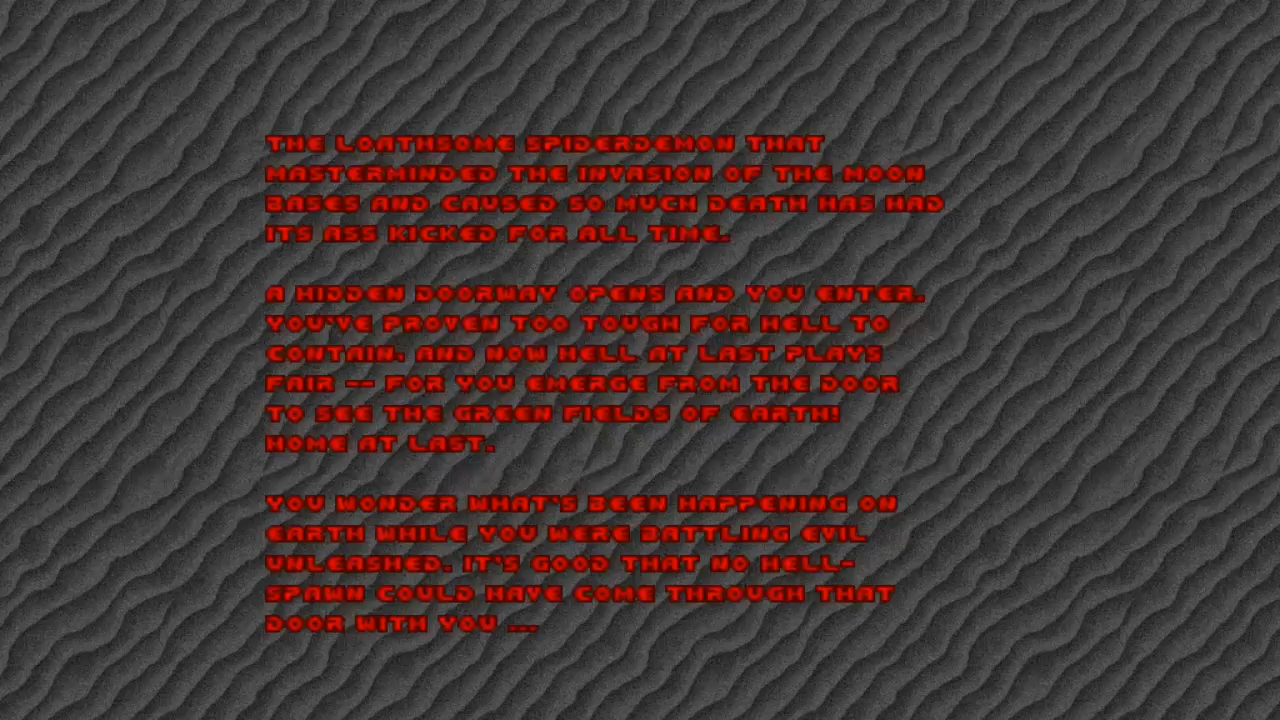 THE LOATHSOME SPIDERDEMON THAT
MASTERMINDED THE INVASION OF THE MOON
BASES AND CAUSED SO MUCH DEATH HAS HAD
ITS ASS KICKED FOR ALL TIME.
A HIDDEN DOORWAY OPENS AND YOU ENTER.
YOU'VE PROVEN TOO TOUGH FOR HELL TO
CONTAIN, AND NOW HELL AT LAST PLAYS
FAIR -- FOR YOU EMERGE FROM THE DOOR
TO SEE THE GREEN FIELDS OF EARTH!
HOME AT LAST.
YOU WONDER WHAT'S BEEN HAPPENING ON
EARTH WHILE YOU WERE BATTLING EVIL
UNLEASHED. IT'S GOOD THAT NO HELL-
SPAWN COULD HAVE COME THROUGH THAT
DOOR WITH YOU ...